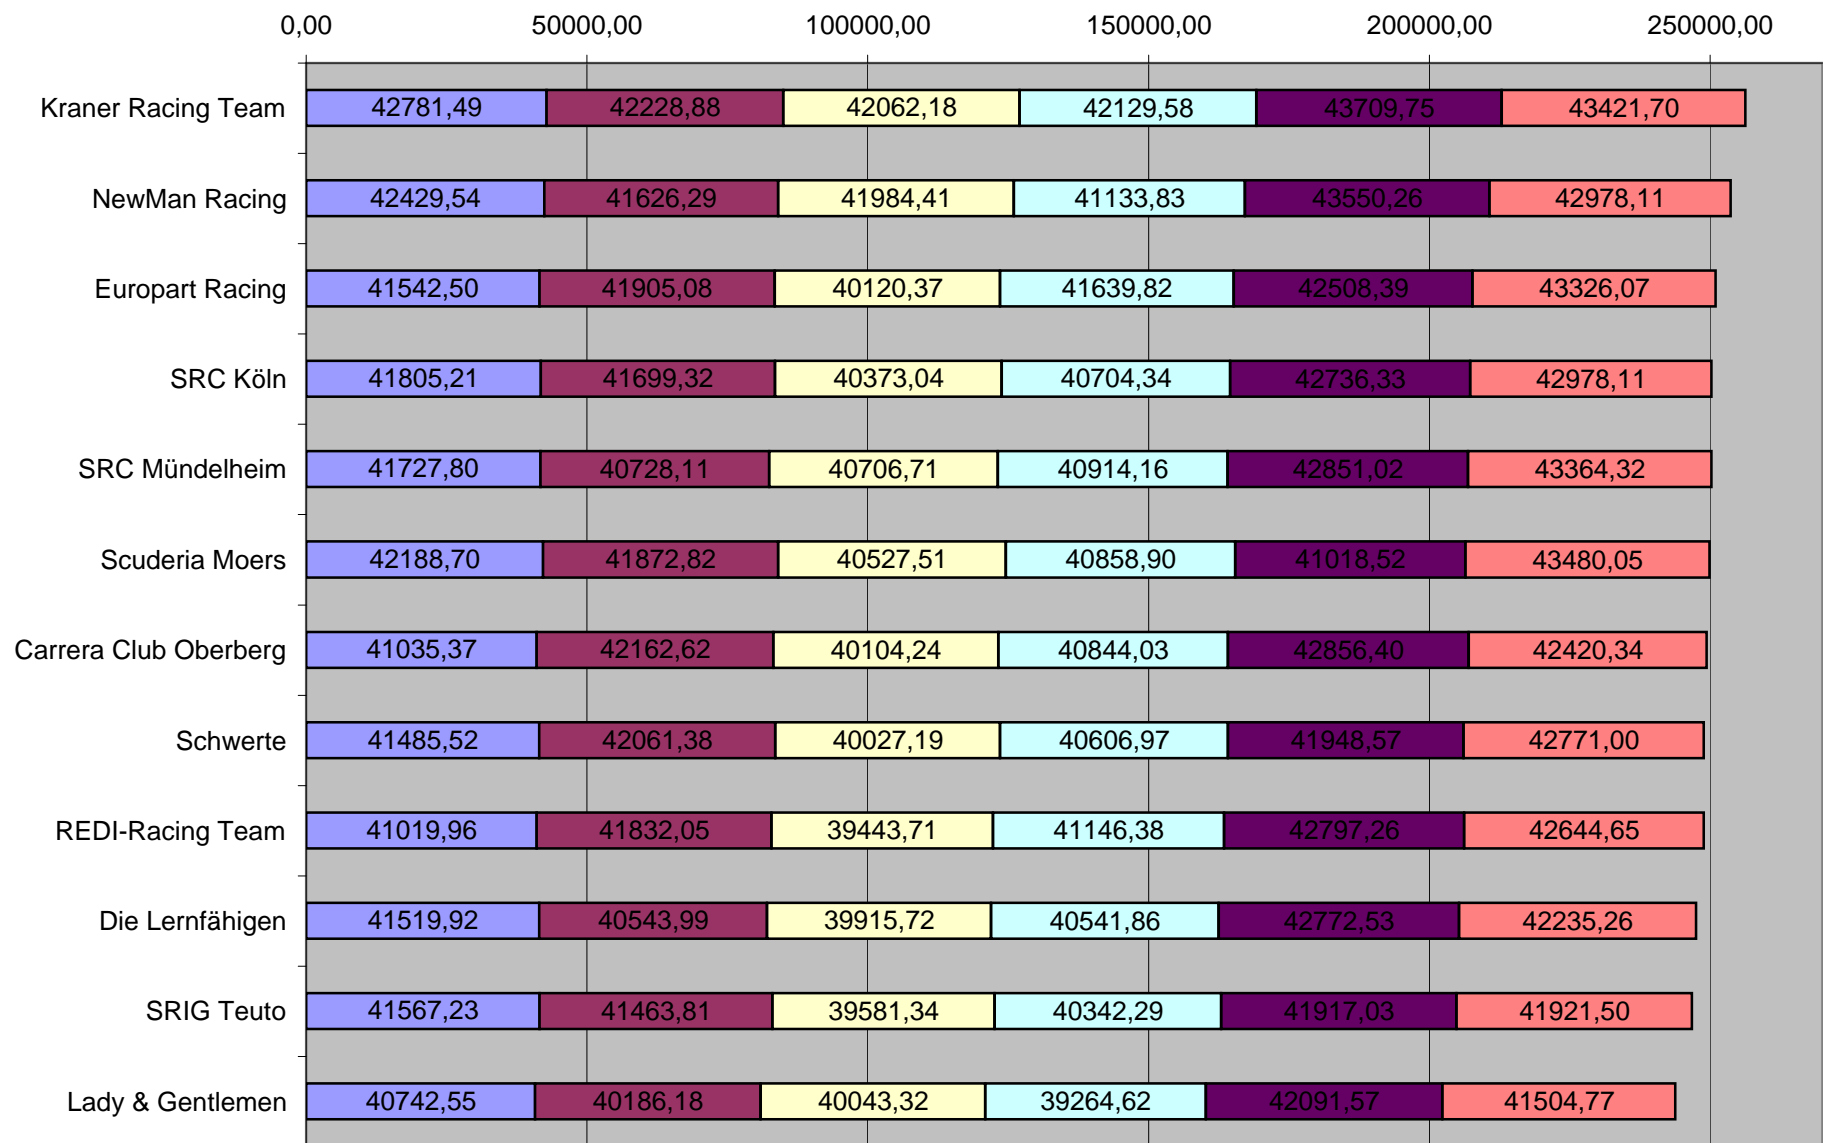 0,00 50000,00 100000,00 150000,00 200000,00 250000,00
Kraner Racing Team 42781,49 42228,88 42062,18 42129,58 43709,75 43421,70
NewMan Racing 42429,54 41626,29 41984,41 41133,83 43550,26 42978,11
Europart Racing 41542,50 41905,08 40120,37 41639,82 42508,39 43326,07
SRC Köln 41805,21 41699,32 40373,04 40704,34 42736,33 42978,11
SRC Mündelheim 41727,80 40728,11 40706,71 40914,16 42851,02 43364,32
Scuderia Moers 42188,70 41872,82 40527,51 40858,90 41018,52 43480,05
Carrera Club Oberberg 41035,37 42162,62 40104,24 40844,03 42856,40 42420,34
Schwerte 41485,52 42061,38 40027,19 40606,97 41948,57 42771,00
REDI-Racing Team 41019,96 41832,05 39443,71 41146,38 42797,26 42644,65
Die Lernfähigen 41519,92 40543,99 39915,72 40541,86 42772,53 42235,26
SRIG Teuto 41567,23 41463,81 39581,34 40342,29 41917,03 41921,50
Lady & Gentlemen 40742,55 40186,18 40043,32 39264,62 42091,57 41504,77